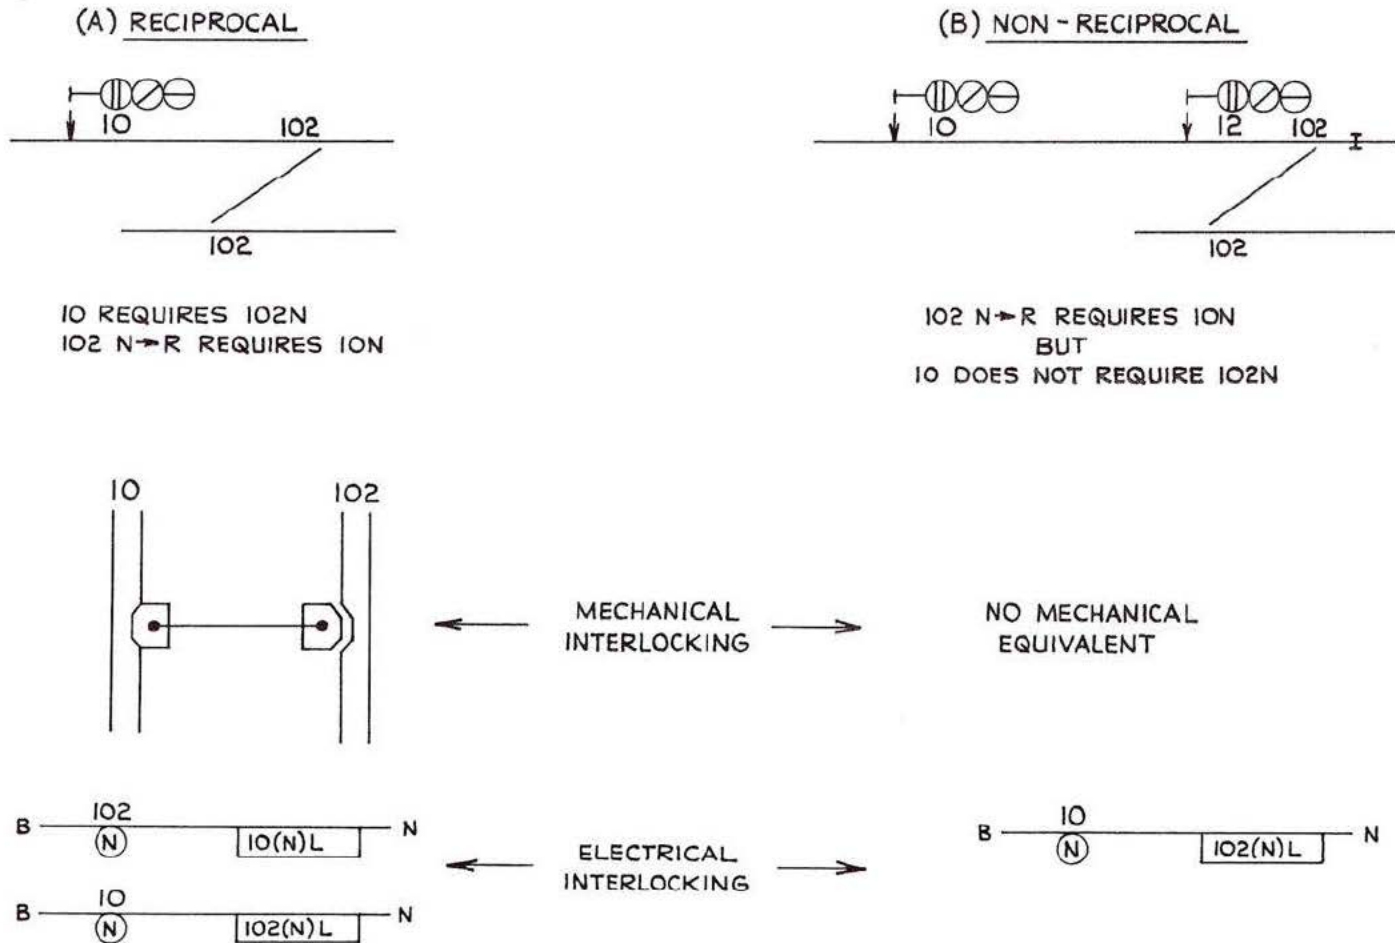 (A) RECIPROCAL
10
102
102
10 REQUIRES 102N
102 N→R REQUIRES 10N
(B) NON-RECIPROCAL
10
12
102
102
102 N→R REQUIRES 10N
BUT
10 DOES NOT REQUIRE 102N
10
102
MECHANICAL
INTERLOCKING
NO MECHANICAL
EQUIVALENT
102
B
N
10(N)L
N
10
B
N
102(N)L
N
ELECTRICAL
INTERLOCKING
10
B
N
102(N)L
N